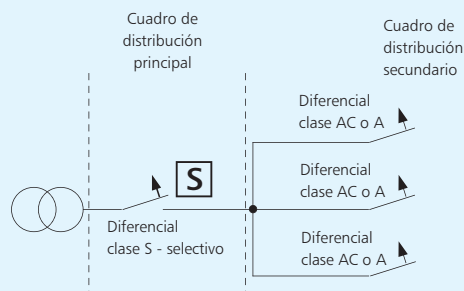 Cuadro de
distribución
principal
Cuadro de
distribución
secundario
Diferencial
clase AC o A
S
Diferencial
clase AC o A
Diferencial
clase S - selectivo
Diferencial
clase AC o A